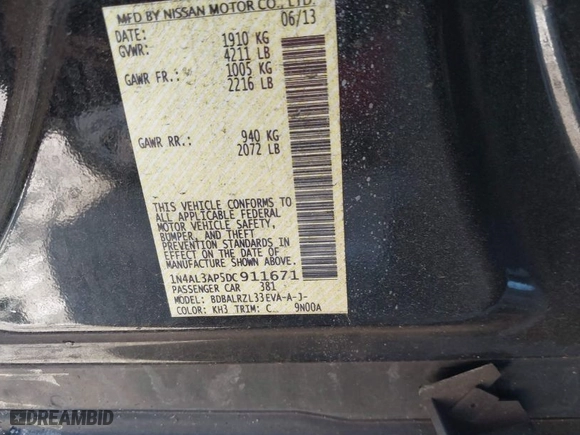 MFD BY NISSAN MOTOR CO., LTD.
DATE: 06/13
GVWR: 1910 KG
4211 LB
GAWR FR.: 1005 KG
2216 LB
GAWR RR.: 940 KG
2072 LB
THIS VEHICLE CONFORMS TO
ALL APPLICABLE FEDERAL
MOTOR VEHICLE SAFETY,
BUMPER, AND THEFT
PREVENTION STANDARDS
IN EFFECT ON THE DATE OF
MANUFACTURE SHOWN ABOVE.
1N4AL3AP5DC911671
PASSENGER CAR 381
MODEL: BDBALRZL33EVA-A-J-
COLOR: KH3 TRIM: C 9N00A
DREAMBID